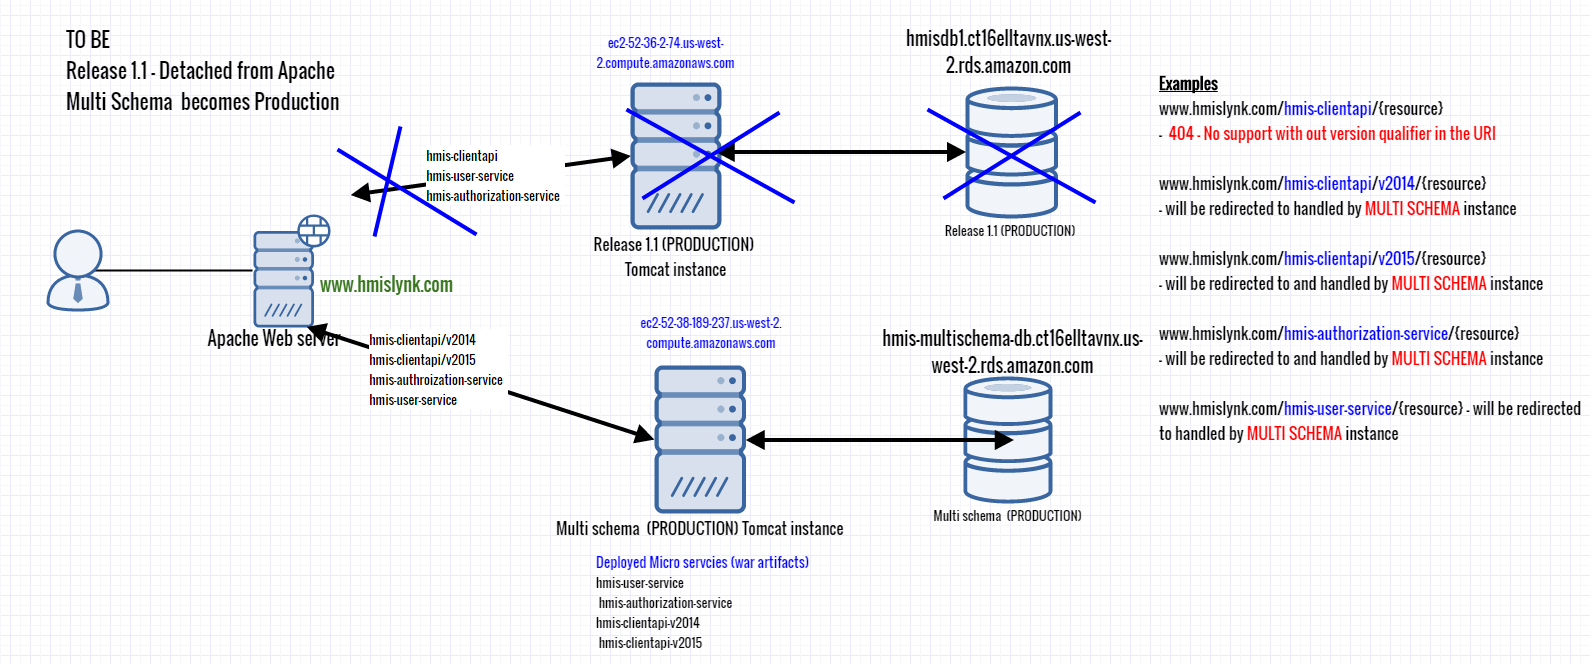 TO BE
Release 1.1 - Detached from Apache
Multi Schema becomes Production
ec2-52-36-2-74.us-west-
2.compute.amazonaws.com
hmisdb1.ct16elltavnx.us-west-
2.rds.amazon.com
hmis-clientapi
hmis-user-service
hmis-authorization-service
Release 1.1 (PRODUCTION)
Tomcat instance
Release 1.1 (PRODUCTION)
www.hmislynk.com
Apache Web server
hmis-clientapi/v2014
hmis-clientapi/v2015
hmis-authroization-service
hmis-user-service
ec2-52-38-189-237.us-west-2.
compute.amazonaws.com
hmis-multischema-db.ct16elltavnx.us-
west-2.rds.amazon.com
Multi schema (PRODUCTION) Tomcat instance
Multi schema (PRODUCTION)
Deployed Micro servcies (war artifacts)
hmis-user-service
hmis-authorization-service
hmis-clientapi-v2014
hmis-clientapi-v2015
Examples
www.hmislynk.com/hmis-clientapi/{resource}
- 404 - No support with out version qualifier in the URI
www.hmislynk.com/hmis-clientapi/v2014/{resource}
- will be redirected to handled by MULTI SCHEMA instance
www.hmislynk.com/hmis-clientapi/v2015/{resource}
- will be redirected to and handled by MULTI SCHEMA instance
www.hmislynk.com/hmis-authorization-service/{resource}
- will be redirected to and handled by MULTI SCHEMA instance
www.hmislynk.com/hmis-user-service/{resource} - will be redirected
to handled by MULTI SCHEMA instance